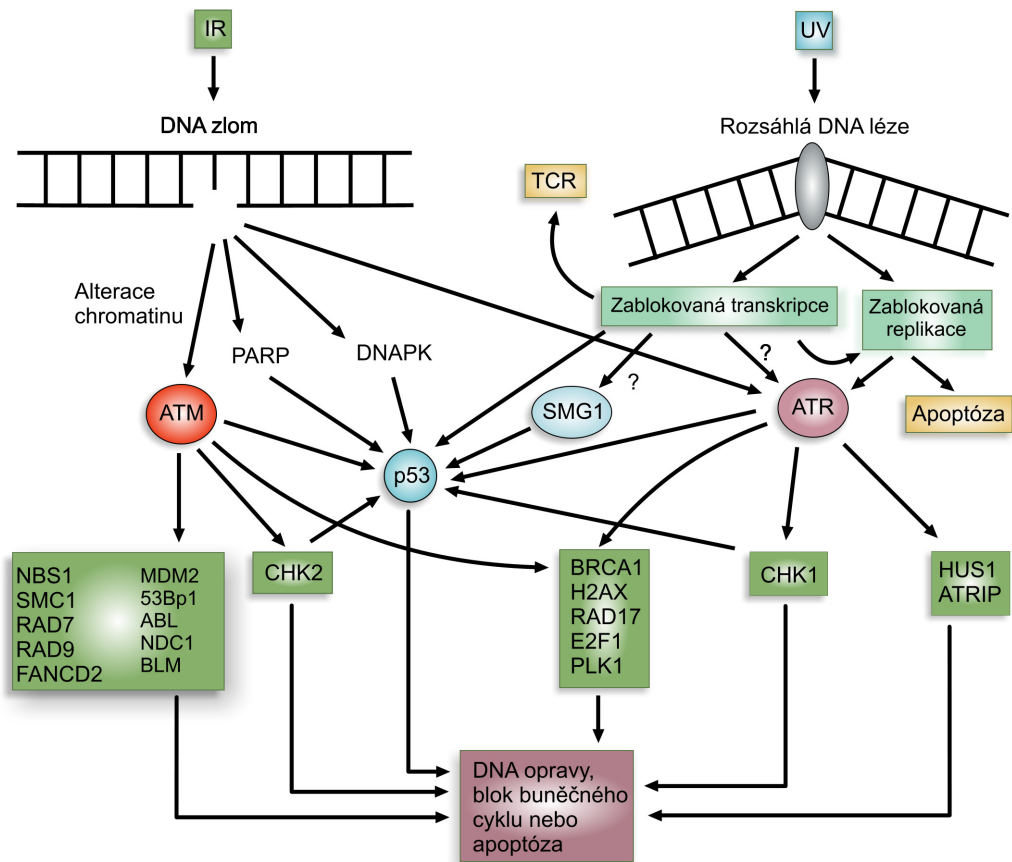 IR
UV
DNA zlom
Rozsáhlá DNA léze
TCR
Alterace
chromatinu
Zablokovaná transkripce
Zablokovaná
replikace
PARP
DNAPK
?
?
ATM
SMG1
ATR
Apoptóza
p53
NBS1
SMC1
RAD7
RAD9
FANCD2
MDM2
53Bp1
ABL
NDC1
BLM
CHK2
BRCA1
H2AX
RAD17
E2F1
PLK1
CHK1
HUS1
ATRIP
DNA opravy,
blok buněčného
cyklu nebo
apoptóza